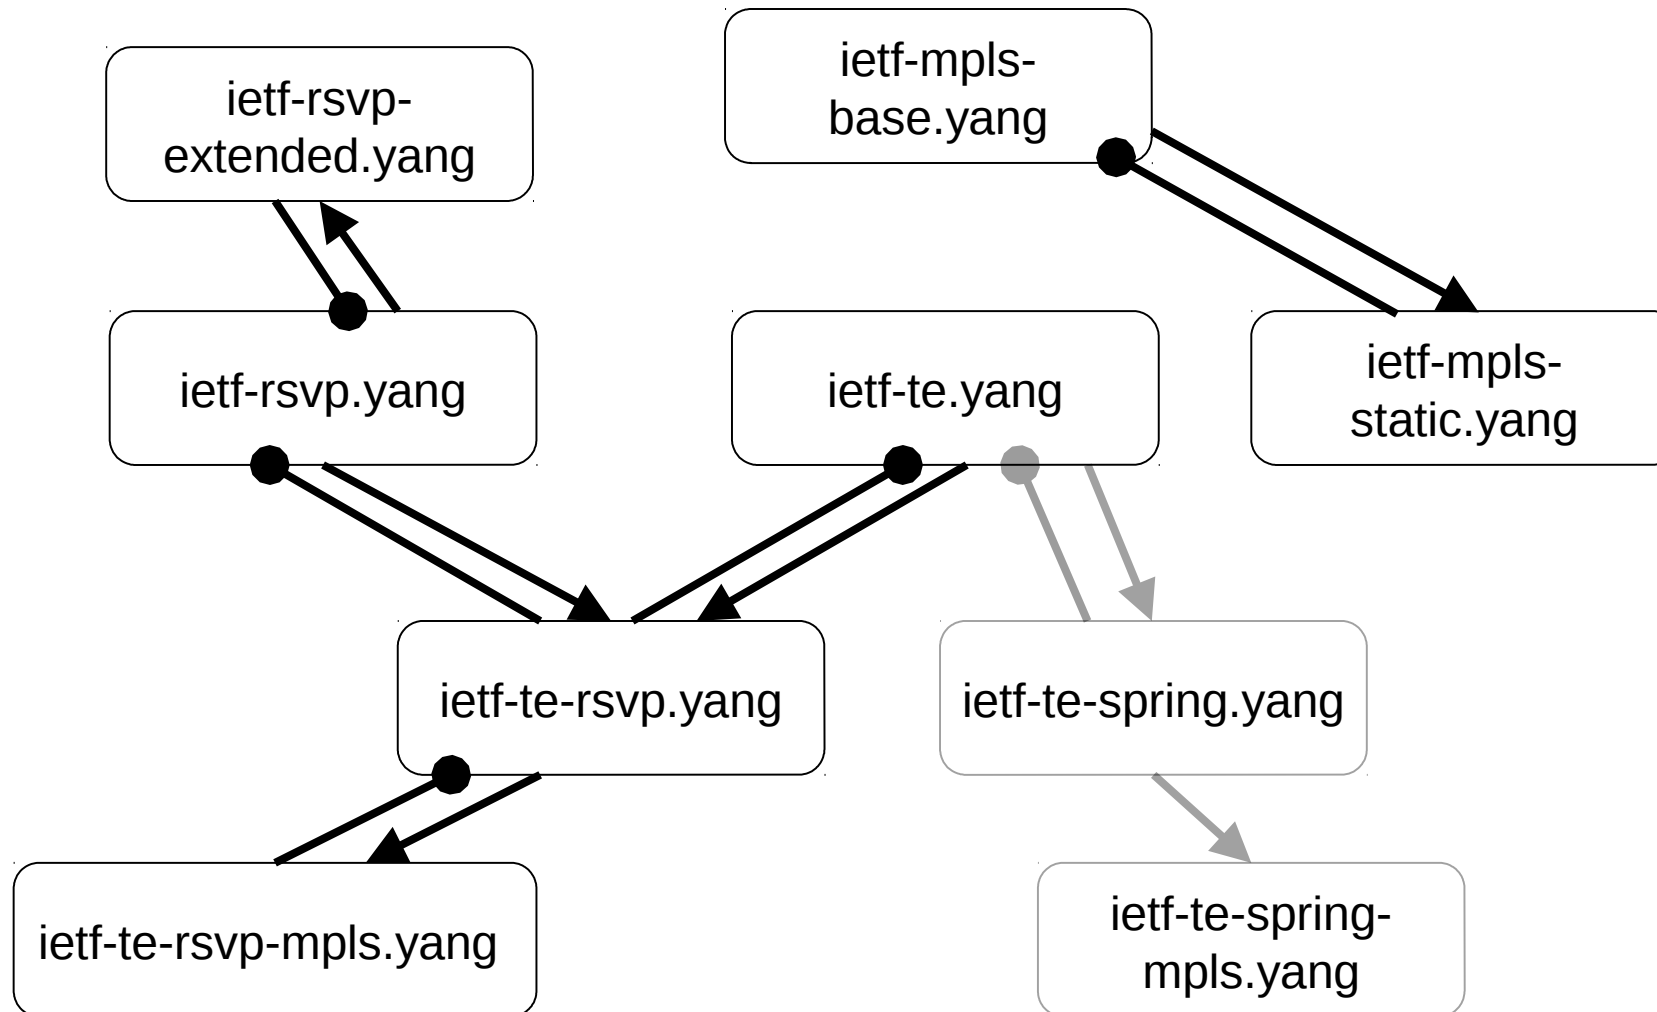 ietf-mpls-
base.yang
ietf-rsvp-
extended.yang
ietf-rsvp.yang
ietf-te.yang
ietf-mpls-
static.yang
ietf-te-rsvp.yang
ietf-te-spring.yang
ietf-te-rsvp-mpls.yang
ietf-te-spring-
mpls.yang